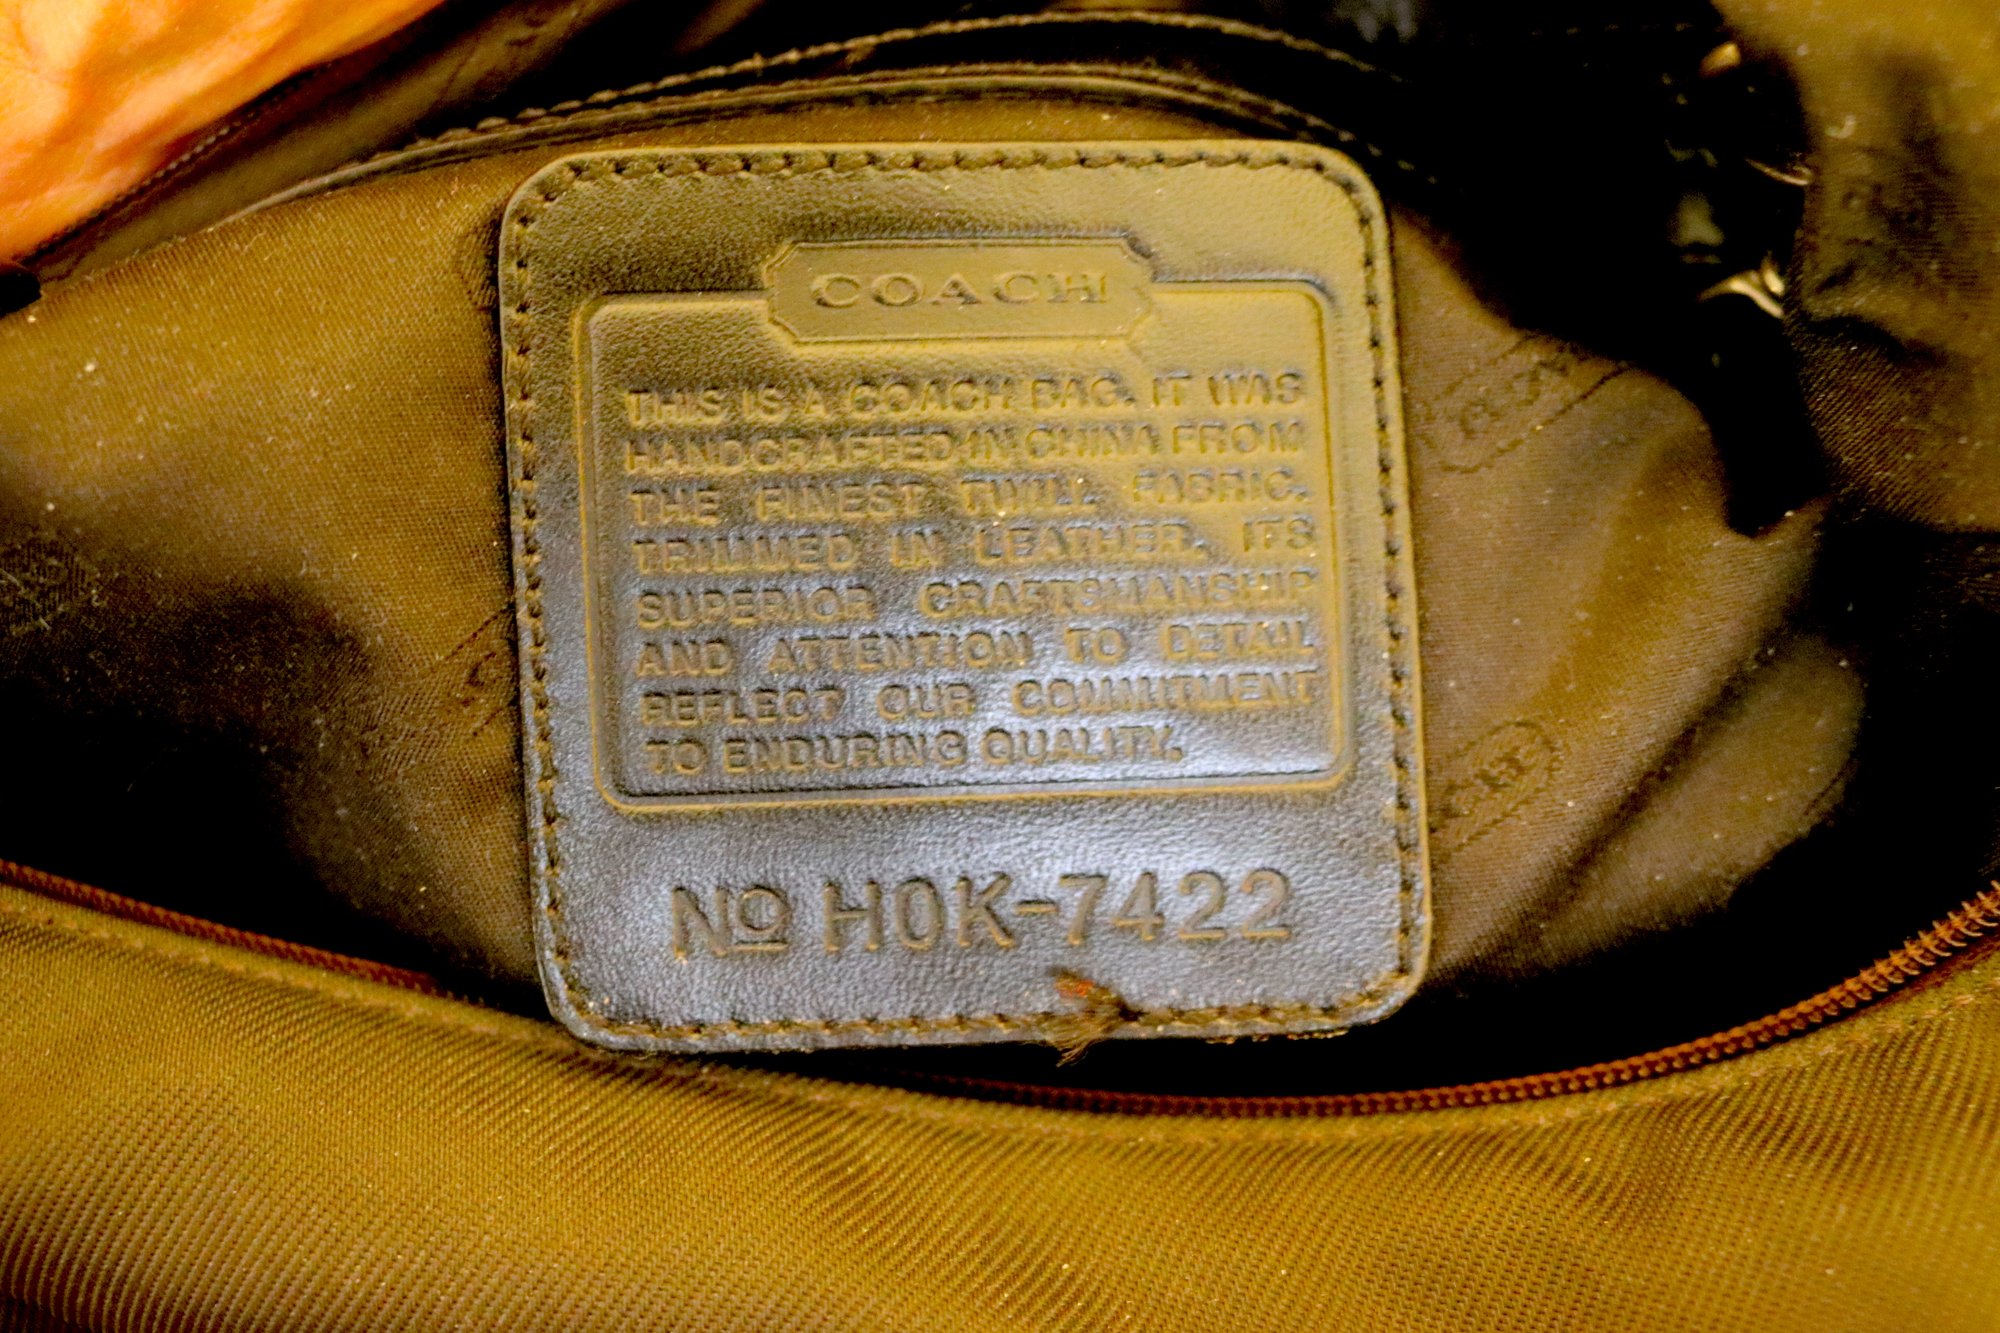 COACH
THIS IS A COACH BAG. IT WAS
HANDCRAFTED IN CHINA FROM
THE FINEST TWILL FABRIC.
TRIMMED IN LEATHER. ITS
SUPERIOR CRAFTSMANSHIP
AND ATTENTION TO DETAIL
REFLECT OUR COMMITMENT
TO ENDURING QUALITY.
No H0K-7422